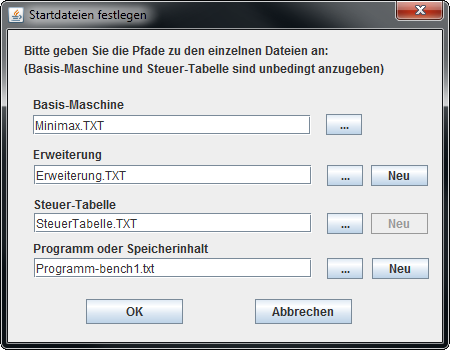 Startdateien festlegen
Bitte geben Sie die Pfade zu den einzelnen Dateien an:
(Basis-Maschine und Steuer-Tabelle sind unbedingt anzugeben)
Basis-Maschine
Minimax.TXT ...
Erweiterung
Erweiterung.TXT ... Neu
Steuer-Tabelle
SteuerTabelle.TXT ... Neu
Programm oder Speicherinhalt
Programm-bench1.txt ... Neu
OK Abbrechen